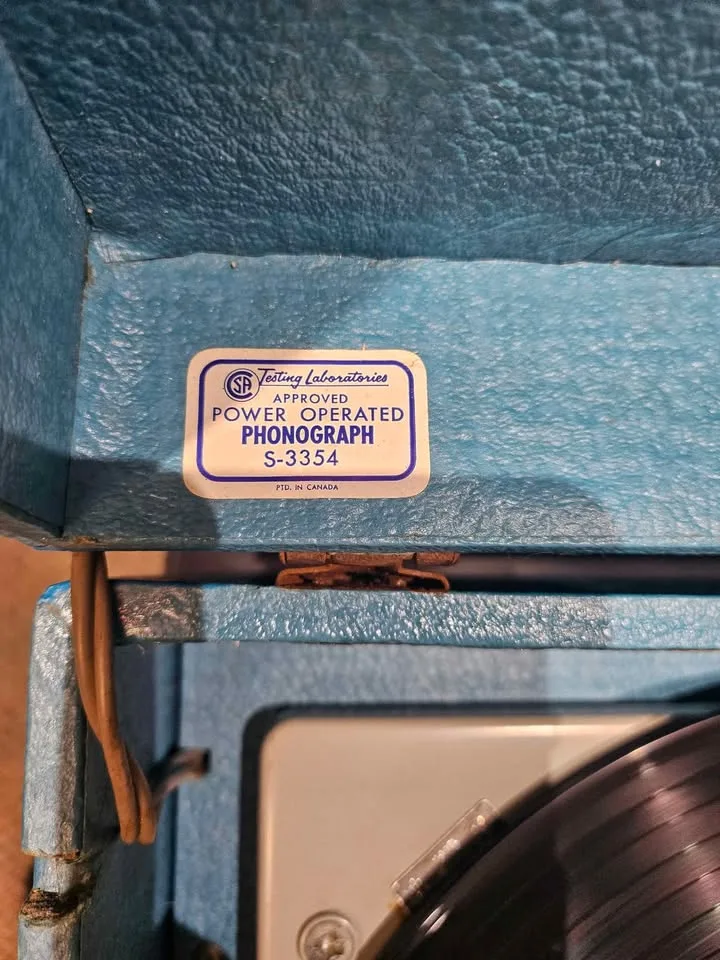 CSA Testing Laboratories
APPROVED
POWER OPERATED
PHONOGRAPH
S-3354
PTD. IN CANADA